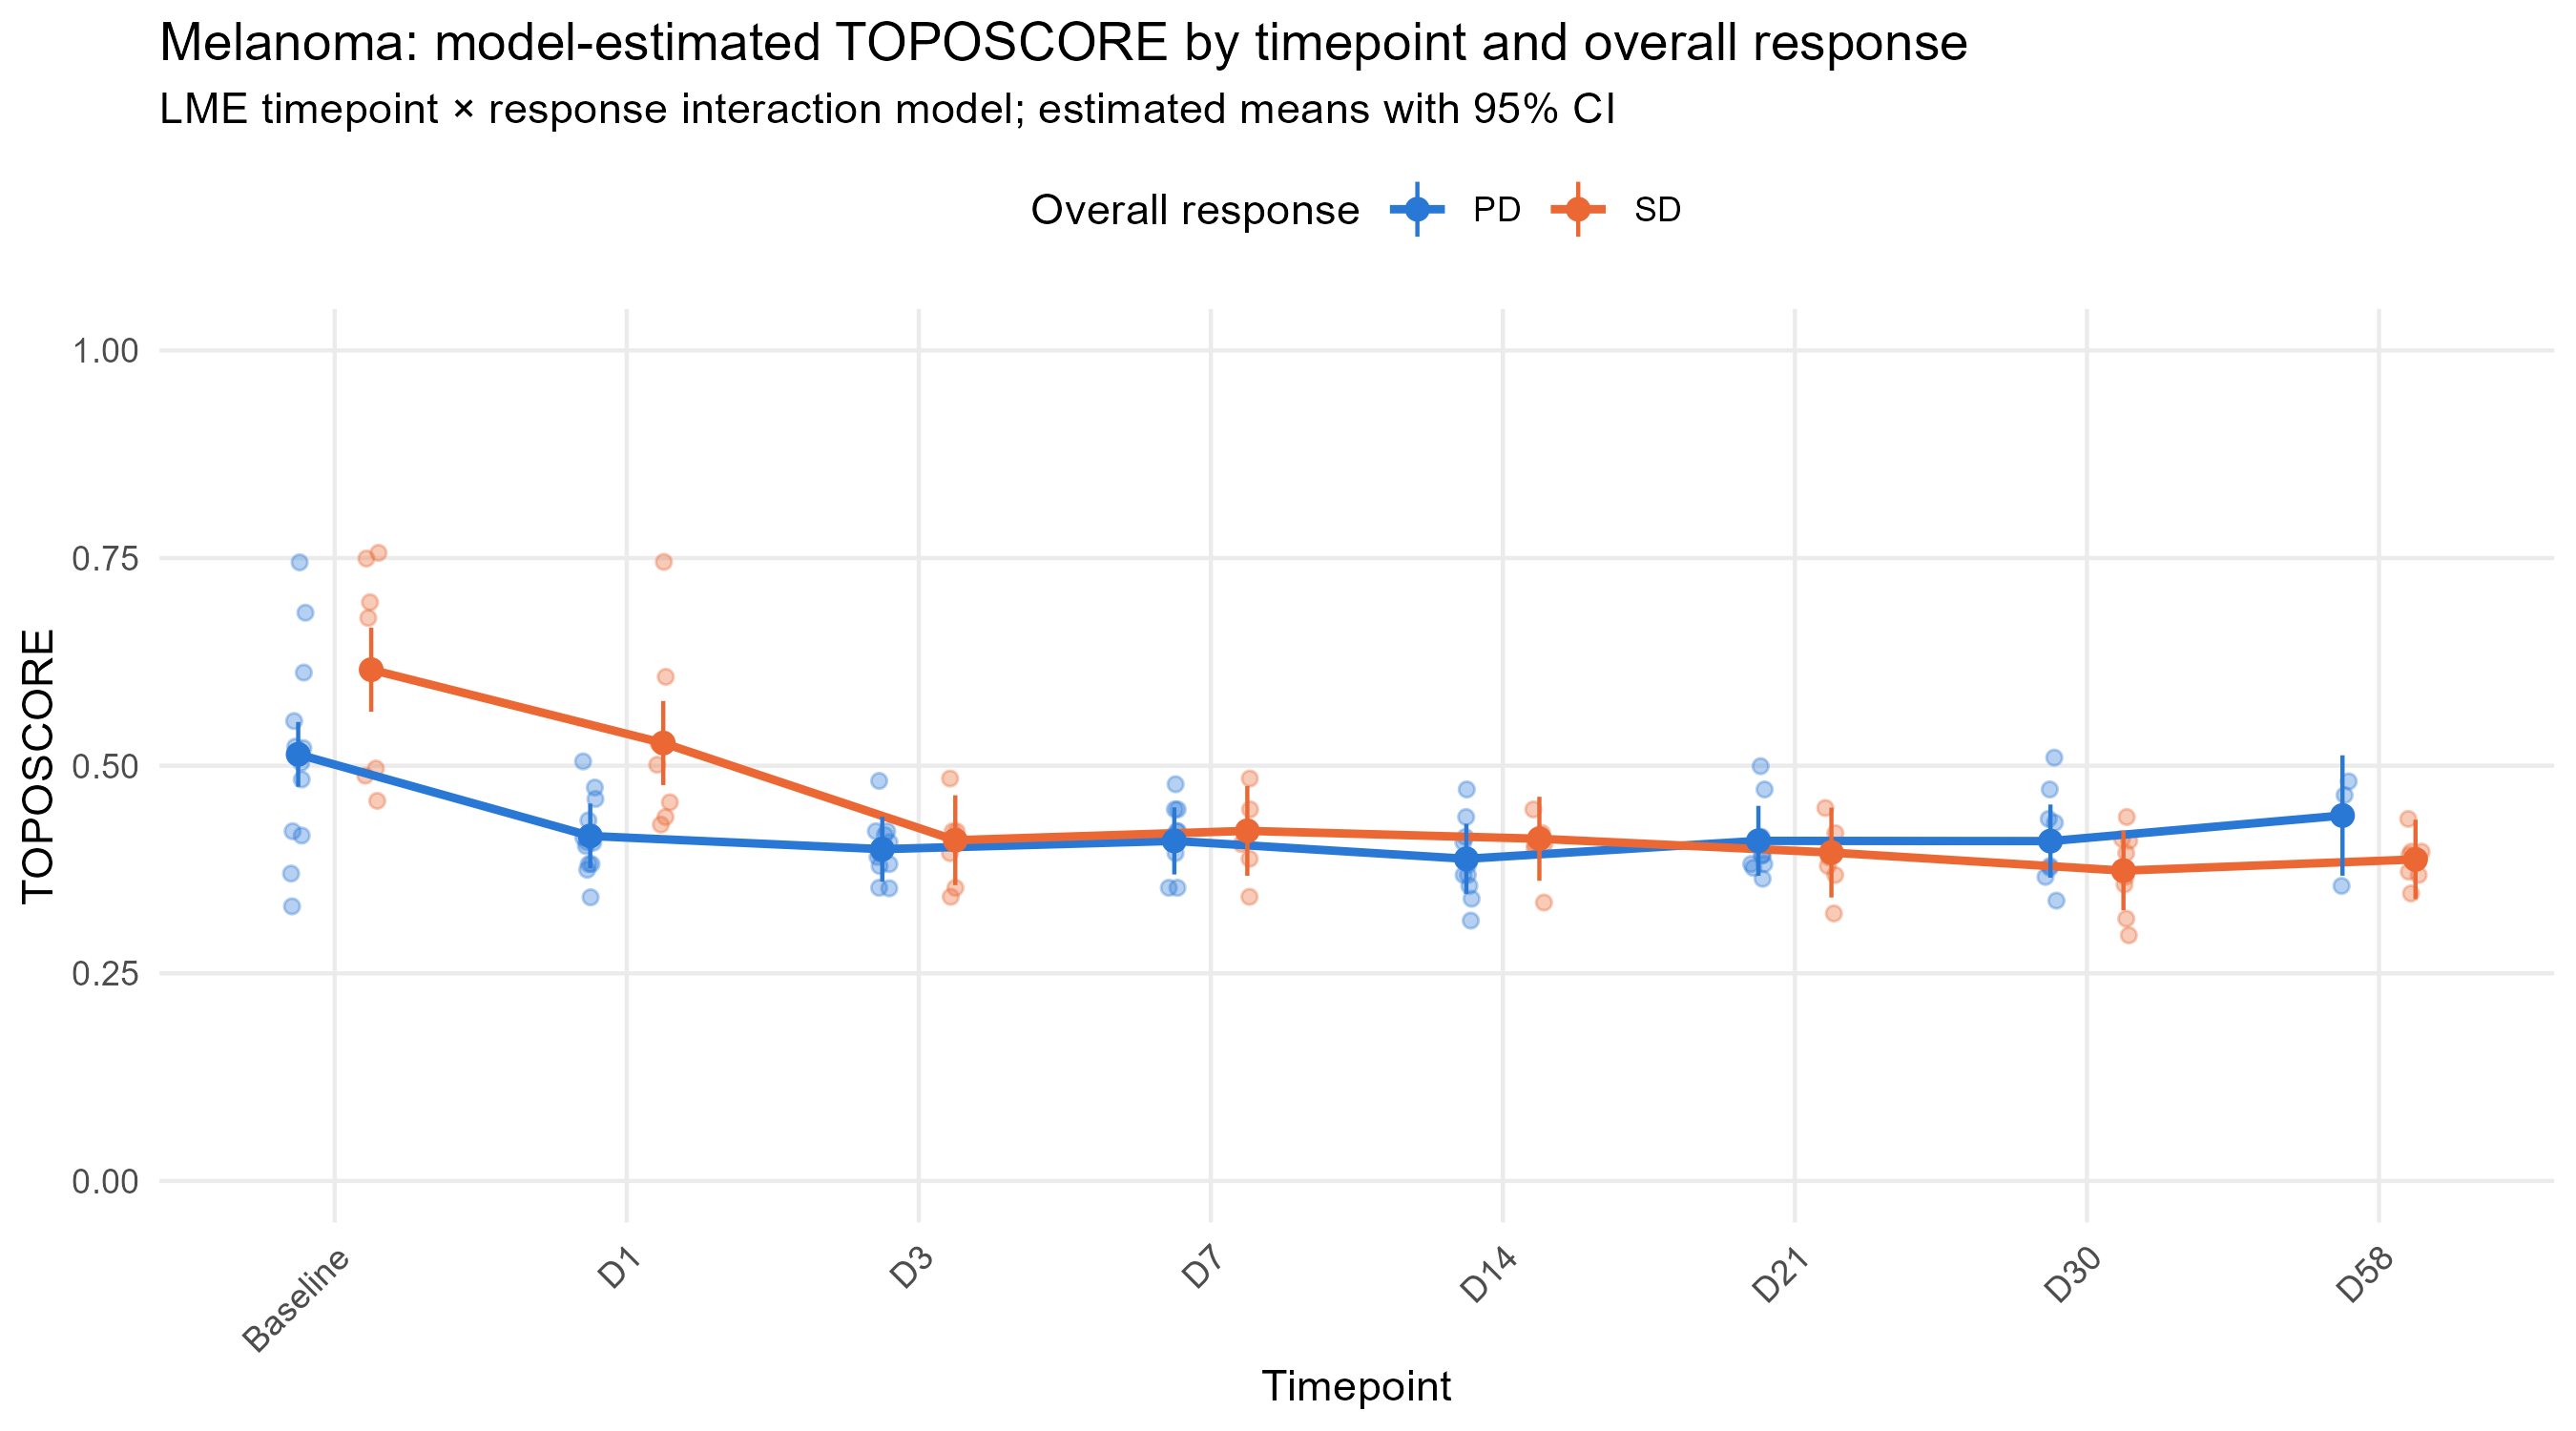 Melanoma: model-estimated TOPOSCORE by timepoint and overall response
LME timepoint × response interaction model; estimated means with 95% CI
Overall response PD SD
TOPOSCORE
1.00
0.75
0.50
0.25
0.00
Baseline D1 D3 D7 D14 D21 D30 D58
Timepoint